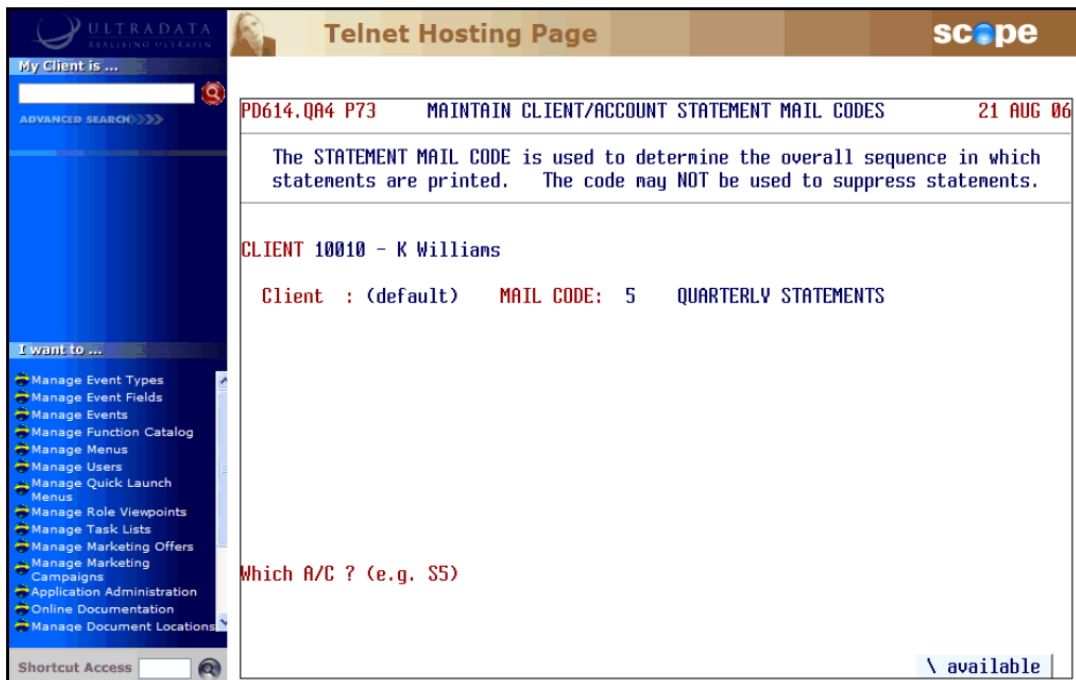 ULTRADATA
REALISING ULTRAFIN
Telnet Hosting Page
scope
My Client is ...
ADVANCED SEARCH
PD614.QA4 P73 MAINTAIN CLIENT/ACCOUNT STATEMENT MAIL CODES 21 AUG 06
The STATEMENT MAIL CODE is used to determine the overall sequence in which
statements are printed. The code may NOT be used to suppress statements.
CLIENT 10010 - K Williams
Client : (default) MAIL CODE: 5 QUARTERLY STATEMENTS
I want to ...
Manage Event Types
Manage Event Fields
Manage Events
Manage Function Catalog
Manage Menus
Manage Users
Manage Quick Launch
Menus
Manage Role Viewpoints
Manage Task Lists
Manage Marketing Offers
Manage Marketing
Campaigns
Application Administration
Online Documentation
Manage Document Locations
Which A/C ? (e.g. S5)
Shortcut Access
\ available